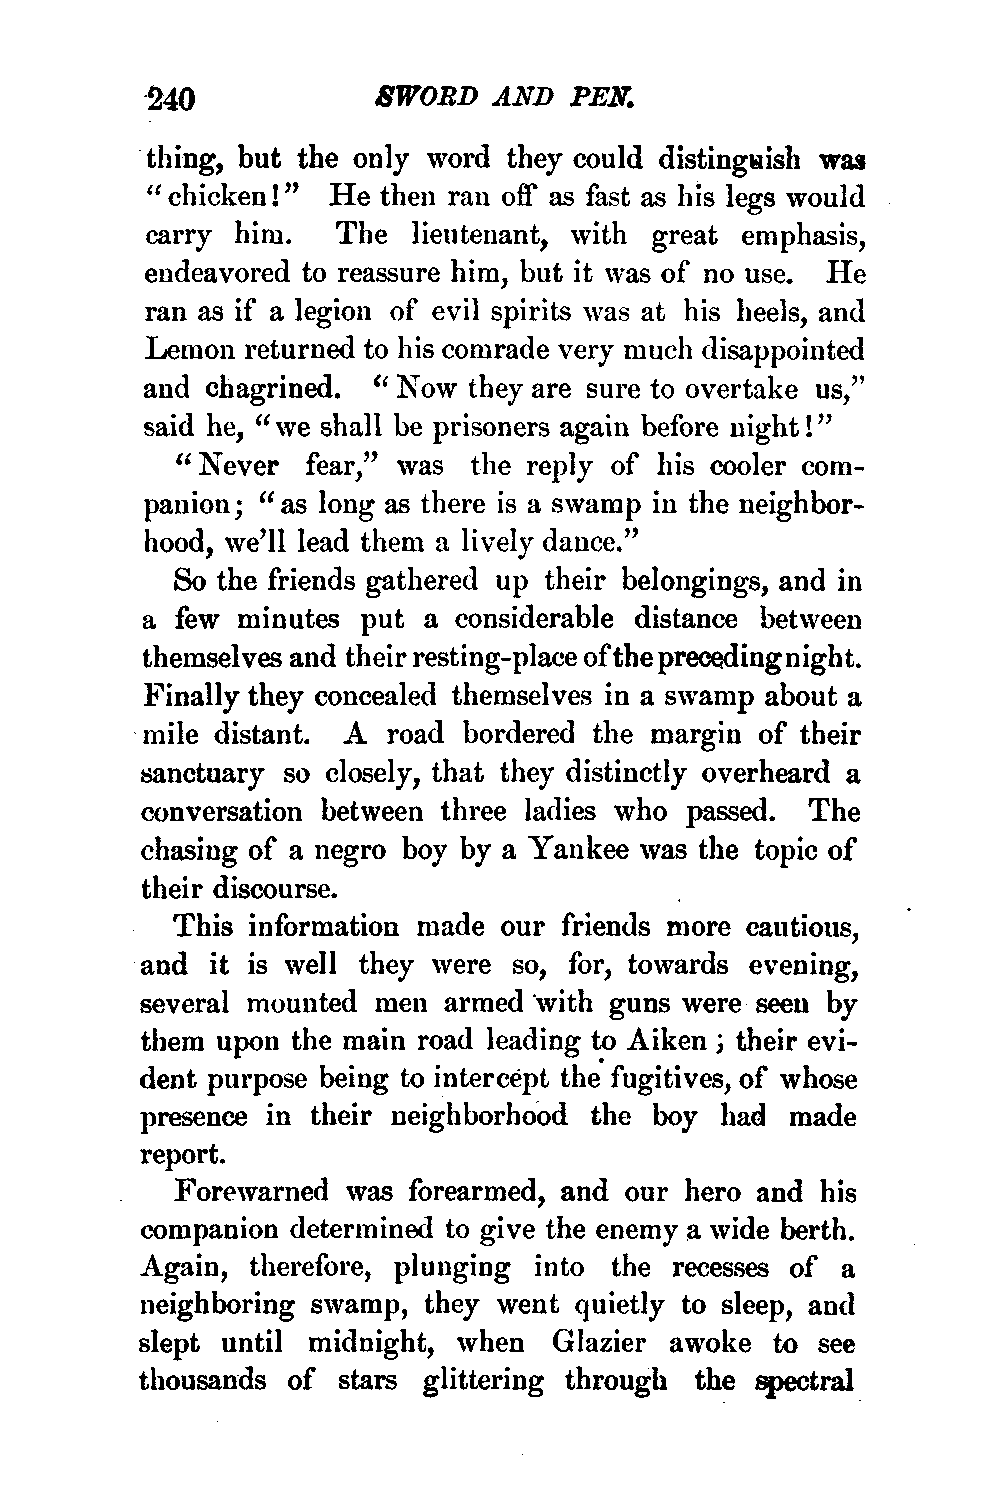 240 SWORD AND PEN.
thing, but the only word they could distinguish was
“chicken!” He then ran off as fast as his legs would
carry him. The lieutenant, with great emphasis,
endeavored to reassure him, but it was of no use. He
ran as if a legion of evil spirits was at his heels, and
Lemon returned to his comrade very much disappointed
and chagrined. “Now they are sure to overtake us,”
said he, “we shall be prisoners again before night!”
“Never fear,” was the reply of his cooler com-
panion; “as long as there is a swamp in the neighbor-
hood, we’ll lead them a lively dance.”
So the friends gathered up their belongings, and in
a few minutes put a considerable distance between
themselves and their resting-place of the preceding night.
Finally they concealed themselves in a swamp about a
mile distant. A road bordered the margin of their
sanctuary so closely, that they distinctly overheard a
conversation between three ladies who passed. The
chasing of a negro boy by a Yankee was the topic of
their discourse.
This information made our friends more cautious,
and it is well they were so, for, towards evening,
several mounted men armed with guns were seen by
them upon the main road leading to Aiken; their evi-
dent purpose being to intercept the fugitives, of whose
presence in their neighborhood the boy had made
report.
Forewarned was forearmed, and our hero and his
companion determined to give the enemy a wide berth.
Again, therefore, plunging into the recesses of a
neighboring swamp, they went quietly to sleep, and
slept until midnight, when Glazier awoke to see
thousands of stars glittering through the spectral